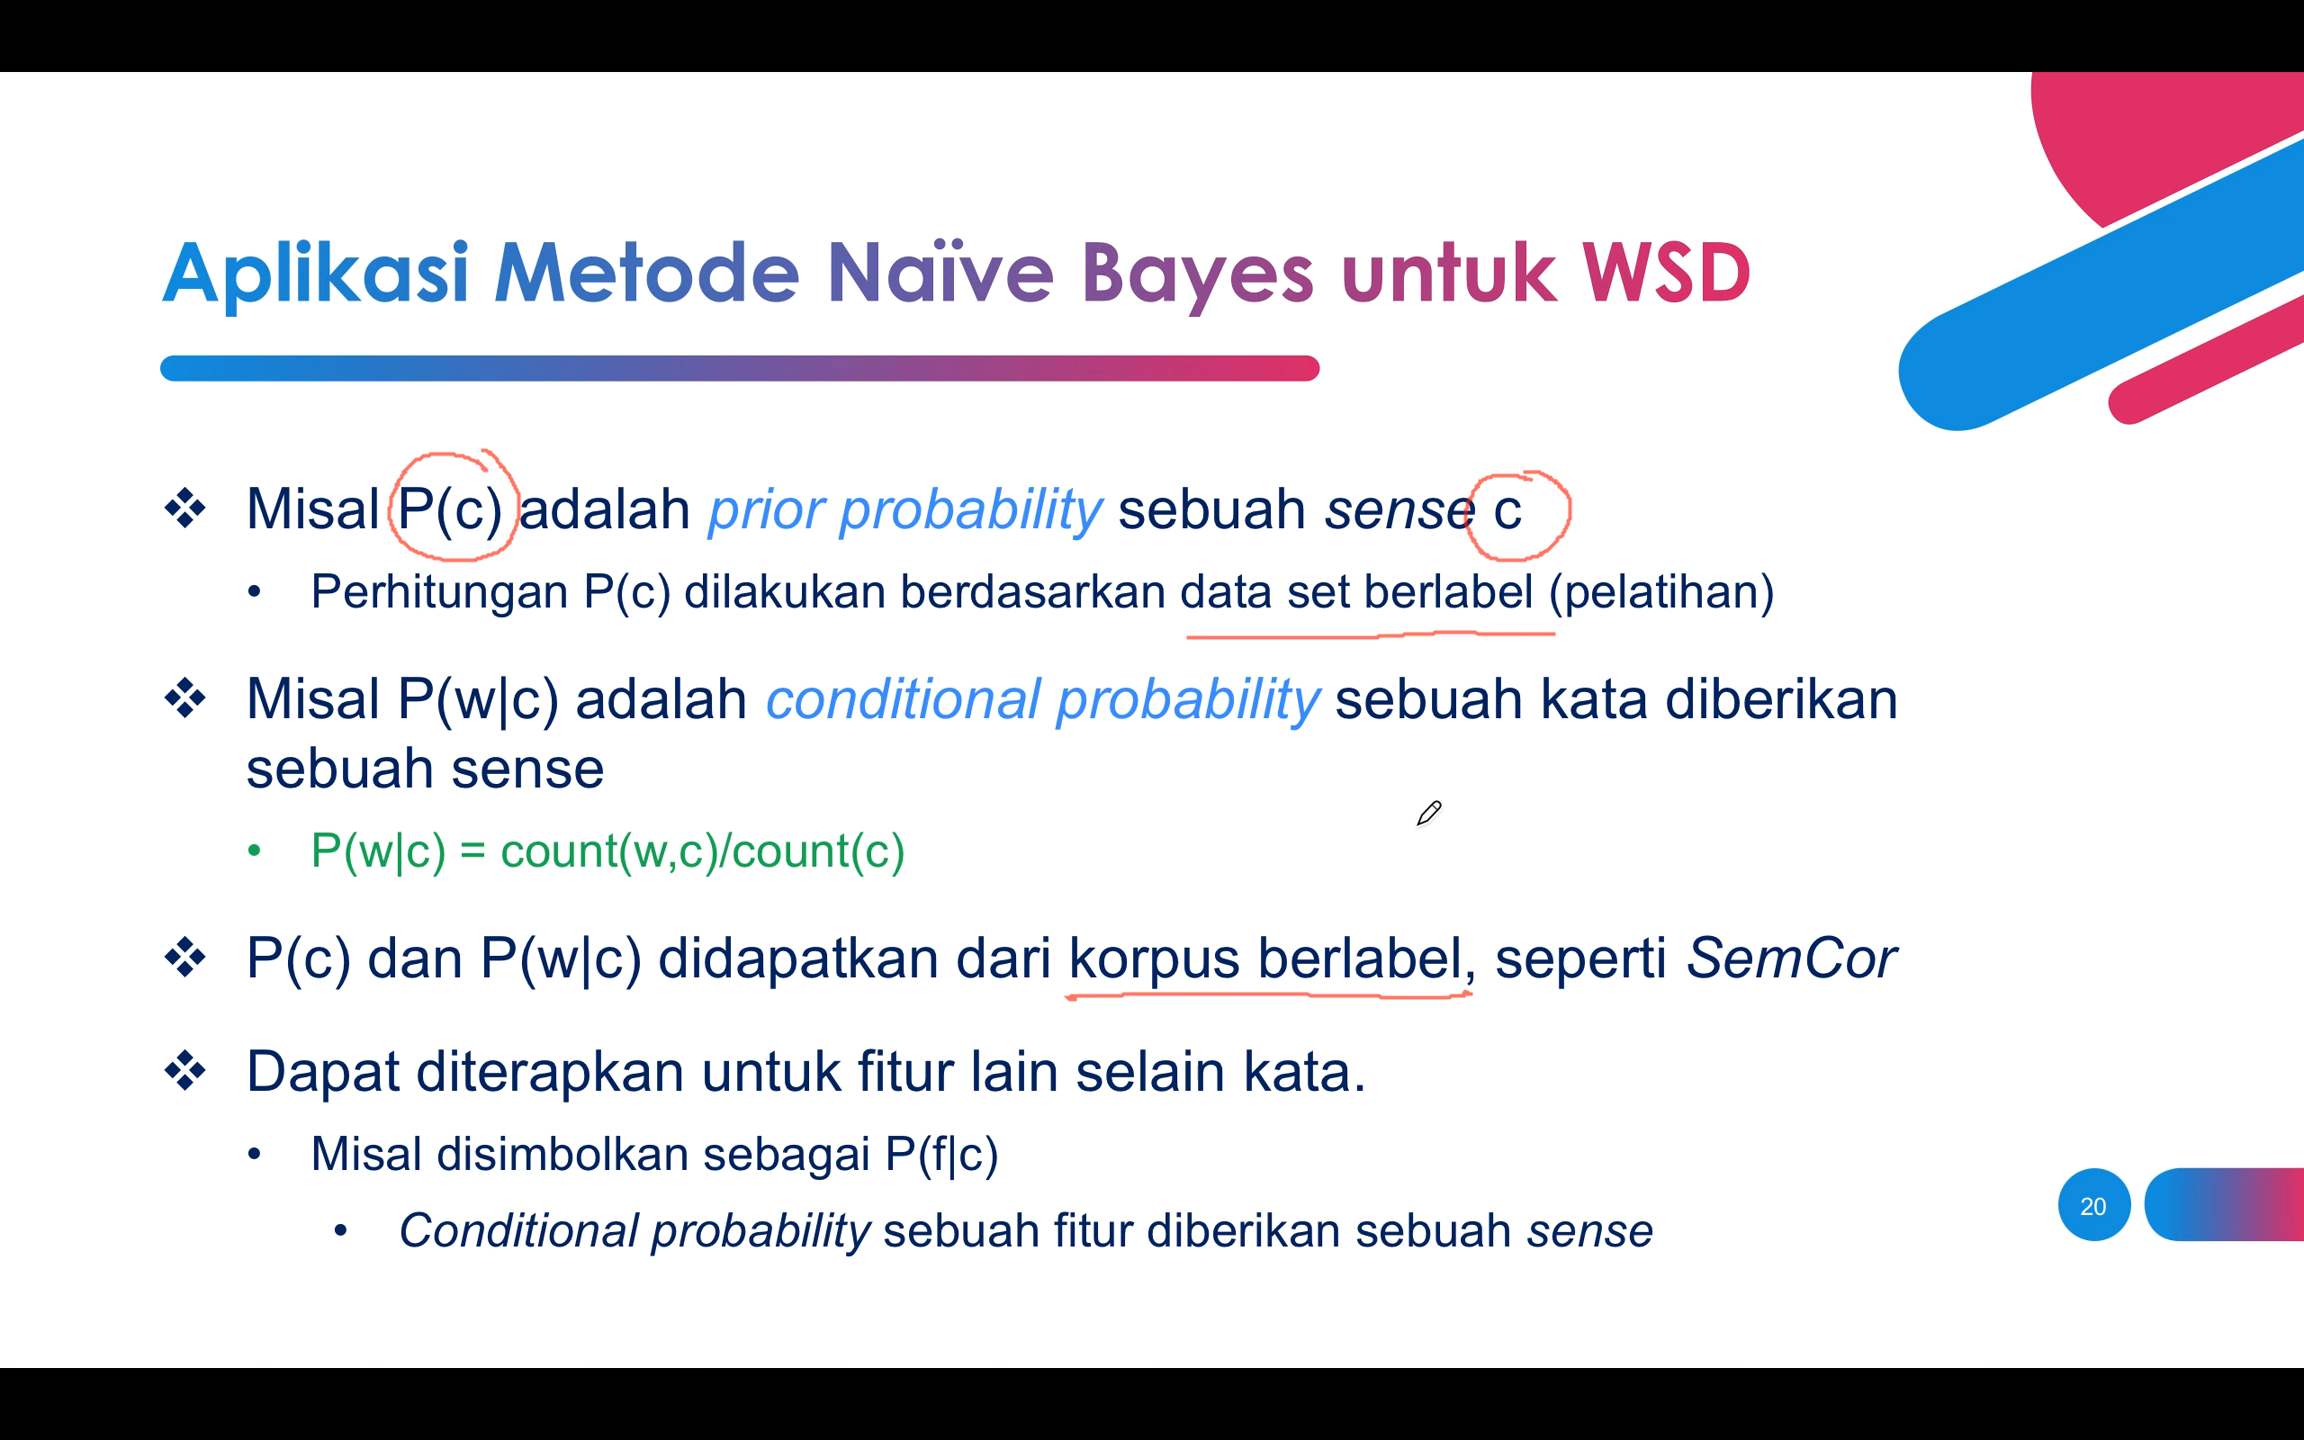 Aplikasi Metode Naïve Bayes untuk WSD
❖ Misal P(c) adalah prior probability sebuah sense c
• Perhitungan P(c) dilakukan berdasarkan data set berlabel (pelatihan)
❖ Misal P(w|c) adalah conditional probability sebuah kata diberikan
sebuah sense
• P(w|c) = count(w,c)/count(c)
❖ P(c) dan P(w|c) didapatkan dari korpus berlabel, seperti SemCor
❖ Dapat diterapkan untuk fitur lain selain kata.
• Misal disimbolkan sebagai P(f|c)
• Conditional probability sebuah fitur diberikan sebuah sense
20